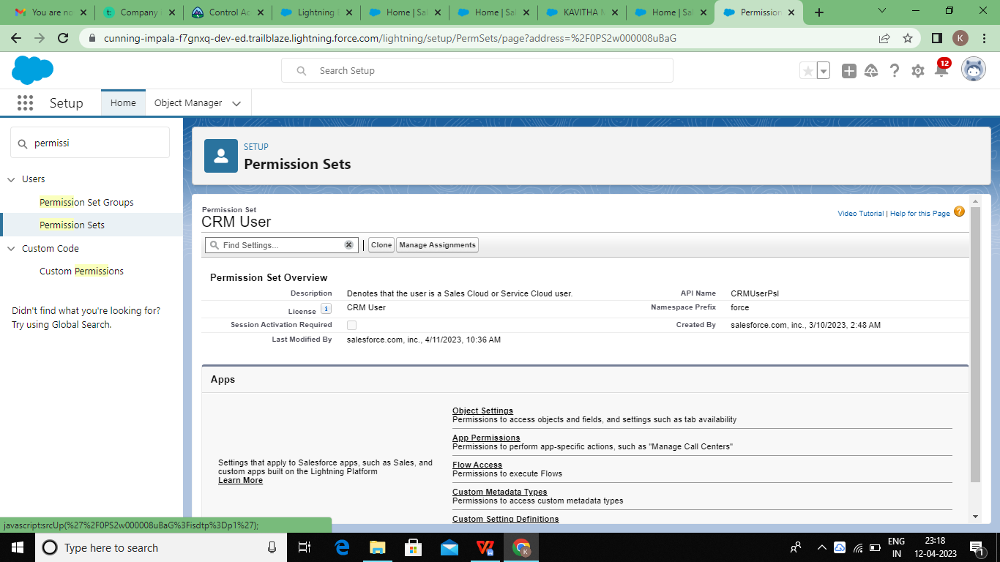 You are no
Company
Control Ac
Lightning
Home | Sal
Home | Sal
KAVITHA
Home | Sal
Permission
cunning-impala-f7gnxq-dev-ed.trailblaze.lightning.force.com/lightning/setup/PermSets/page?address=%2F0PS2w000008uBaG
K
Search Setup
12
Setup
Home
Object Manager
permissi
Users
Permission Set Groups
Permission Sets
Custom Code
Custom Permissions
Didn't find what you're looking for?
Try using Global Search.
SETUP
Permission Sets
Permission Set
CRM User
Video Tutorial | Help for this Page ?
Find Settings...
Clone
Manage Assignments
Permission Set Overview
Description Denotes that the user is a Sales Cloud or Service Cloud user. API Name CRMUserPsl
License i CRM User Namespace Prefix force
Session Activation Required Created By salesforce.com, inc., 3/10/2023, 2:48 AM
Last Modified By salesforce.com, inc., 4/11/2023, 10:36 AM
Apps
Settings that apply to Salesforce apps, such as Sales, and
custom apps built on the Lightning Platform
Learn More
Object Settings
Permissions to access objects and fields, and settings such as tab availability
App Permissions
Permissions to perform app-specific actions, such as "Manage Call Centers"
Flow Access
Permissions to execute Flows
Custom Metadata Types
Permissions to access custom metadata types
Custom Setting Definitions
javascript:srcUp(%27%2F0PS2w000008uBaG%3Fisdtp%3Dp1%27);
Type here to search
ENG
IN
23:18
12-04-2023
1